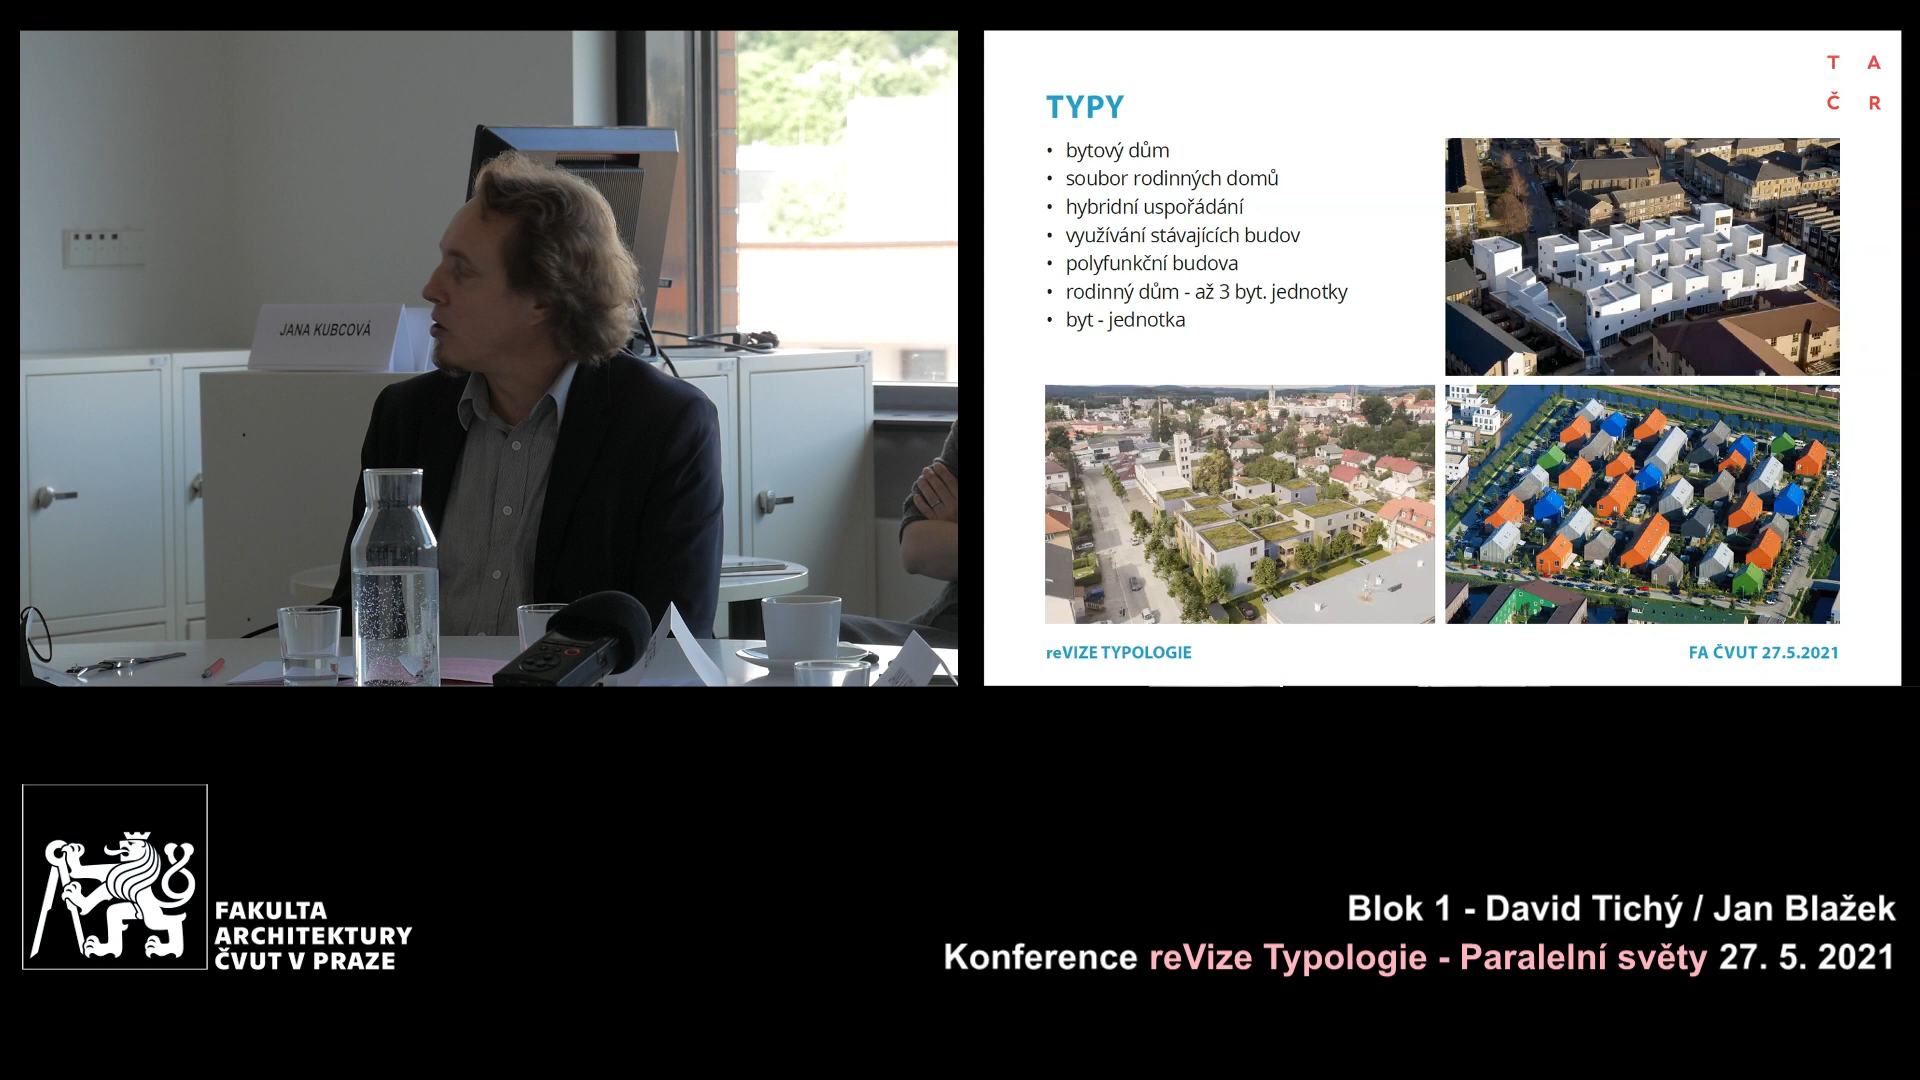 JANA KUBCOVÁ
T A
Č R
TYPY
• bytový dům
• soubor rodinných domů
• hybridní uspořádání
• využívání stávajících budov
• polyfunkční budova
• rodinný dům - až 3 byt. jednotky
• byt - jednotka
reVIZE TYPOLOGIE
FA ČVUT 27.5.2021
FAKULTA
ARCHITEKTURY
ČVUT V PRAZE
Blok 1 - David Tichý / Jan Blažek
Konference reVize Typologie - Paralelní světy 27. 5. 2021